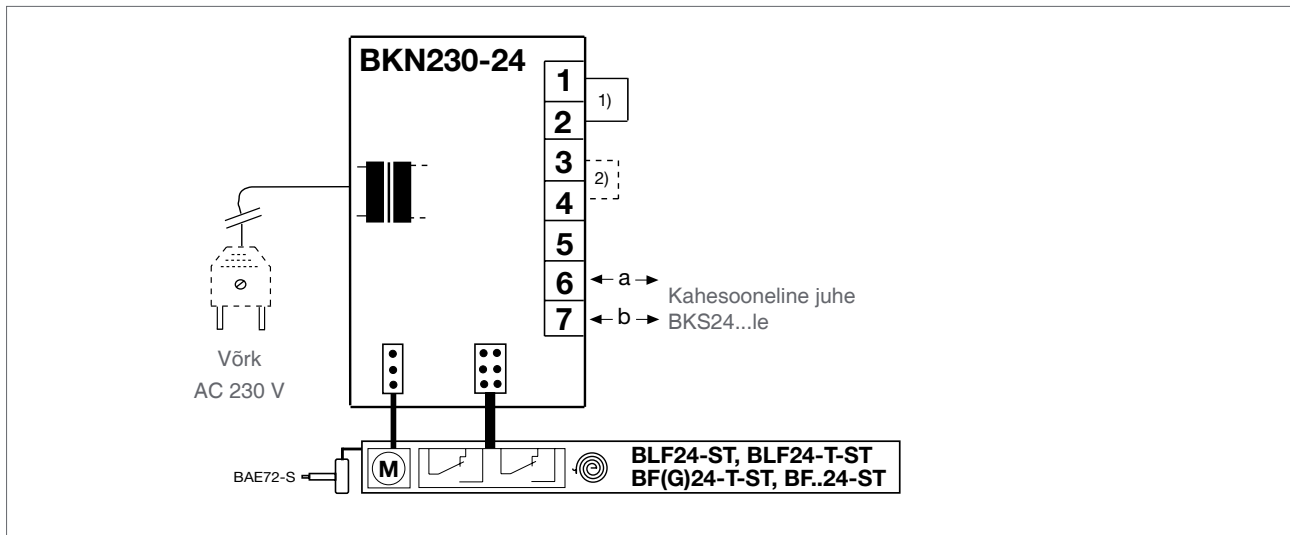 BKN230-24
1
1)
2
3
2)
4
5
6
a
7
b
Kahesooneline juhe
BKS24...le
Võrk
AC 230 V
BAE72-S
M
BLF24-ST, BLF24-T-ST
BF(G)24-T-ST, BF..24-ST